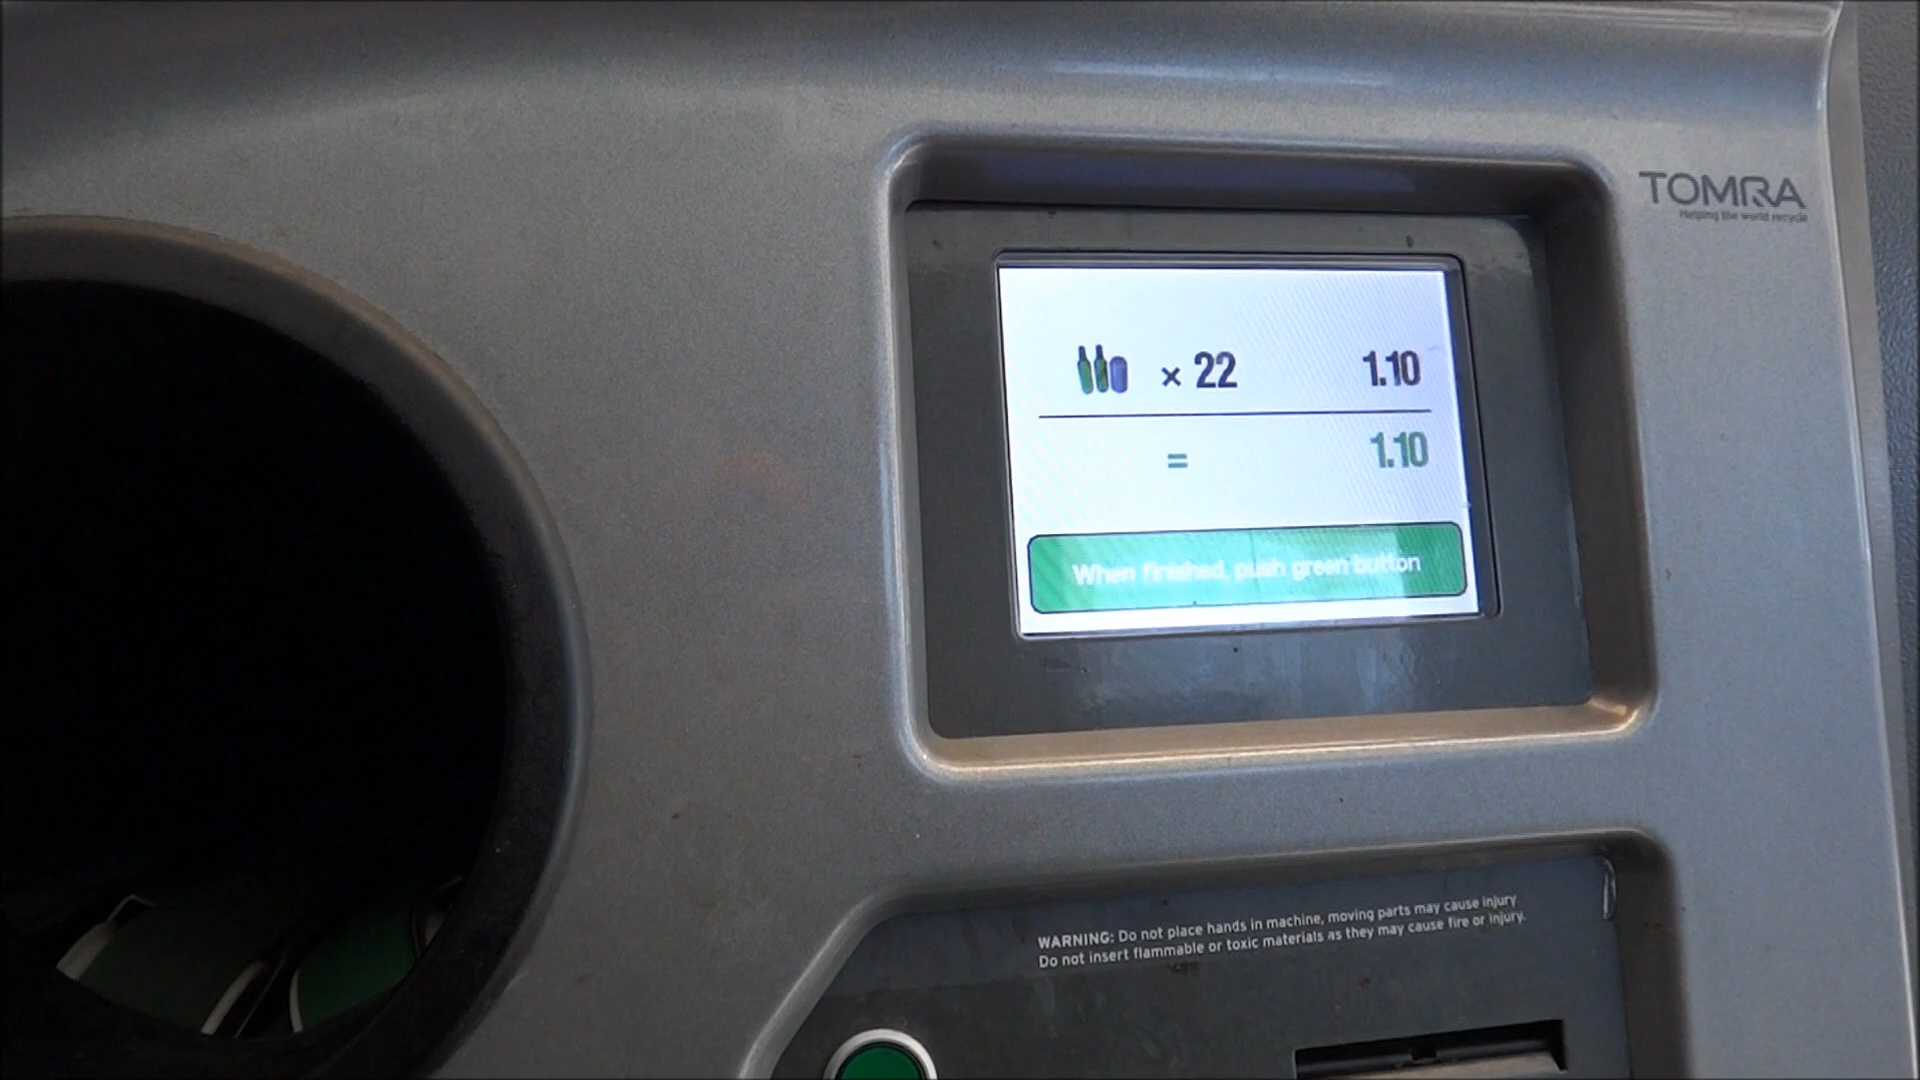 TOMRA
Helping the world recycle
× 22 1.10
= 1.10
When finished, push green button
WARNING: Do not place hands in machine, moving parts may cause injury
Do not insert flammable or toxic materials as they may cause fire or injury.